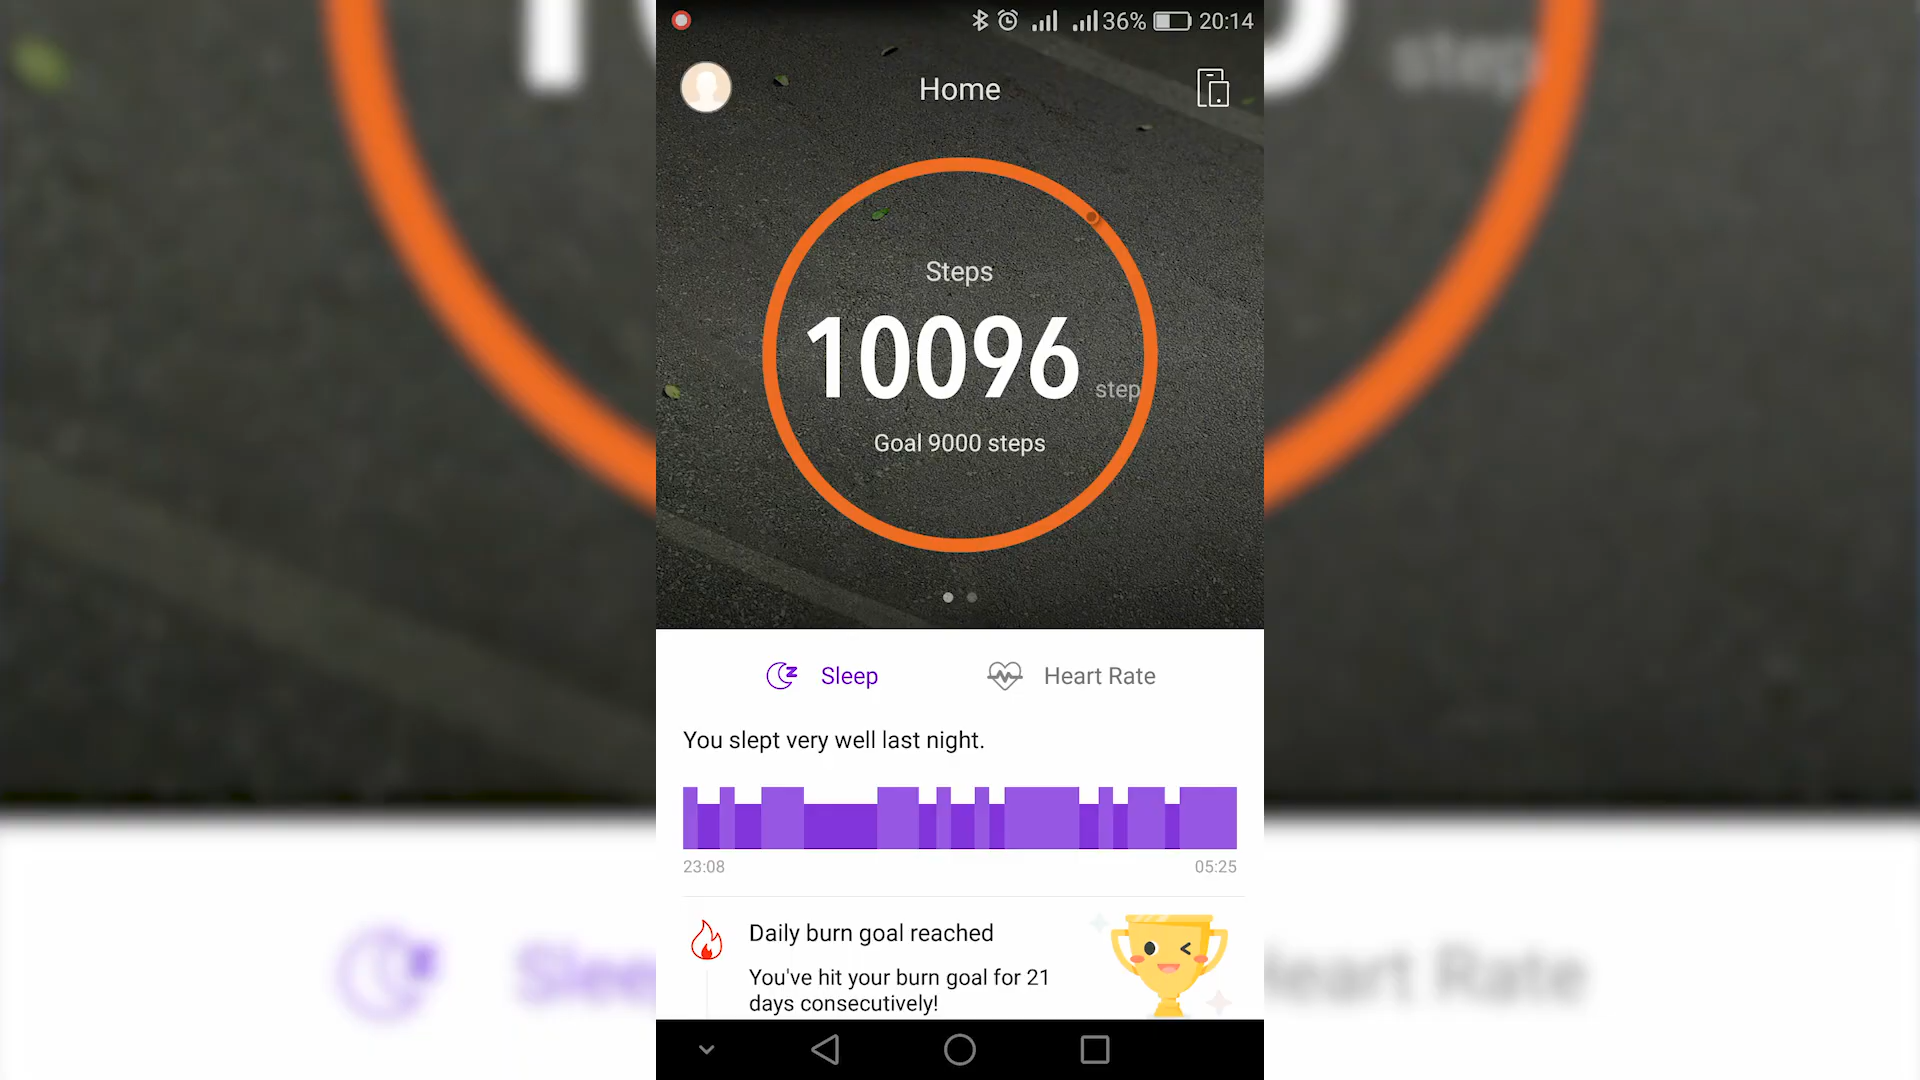 36% 20:14
Home
Steps
10096 step
Goal 9000 steps
Sleep Heart Rate
You slept very well last night.
23:08 05:25
Daily burn goal reached
You've hit your burn goal for 21
days consecutively!